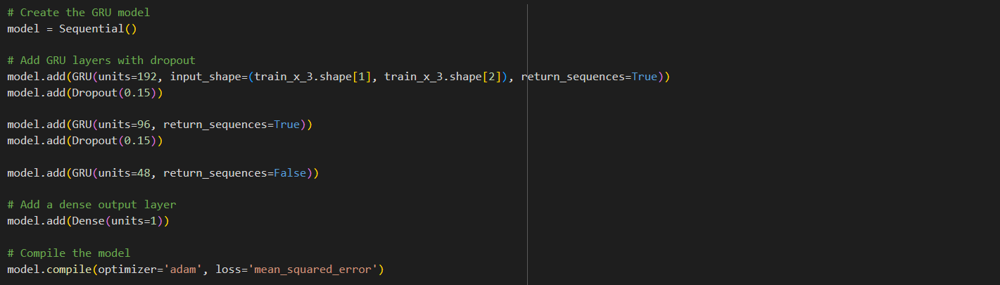 # Create the GRU model
model = Sequential()
# Add GRU layers with dropout
model.add(GRU(units=192, input_shape=(train_x_3.shape[1], train_x_3.shape[2]), return_sequences=True))
model.add(Dropout(0.15))
model.add(GRU(units=96, return_sequences=True))
model.add(Dropout(0.15))
model.add(GRU(units=48, return_sequences=False))
# Add a dense output layer
model.add(Dense(units=1))
# Compile the model
model.compile(optimizer='adam', loss='mean_squared_error')